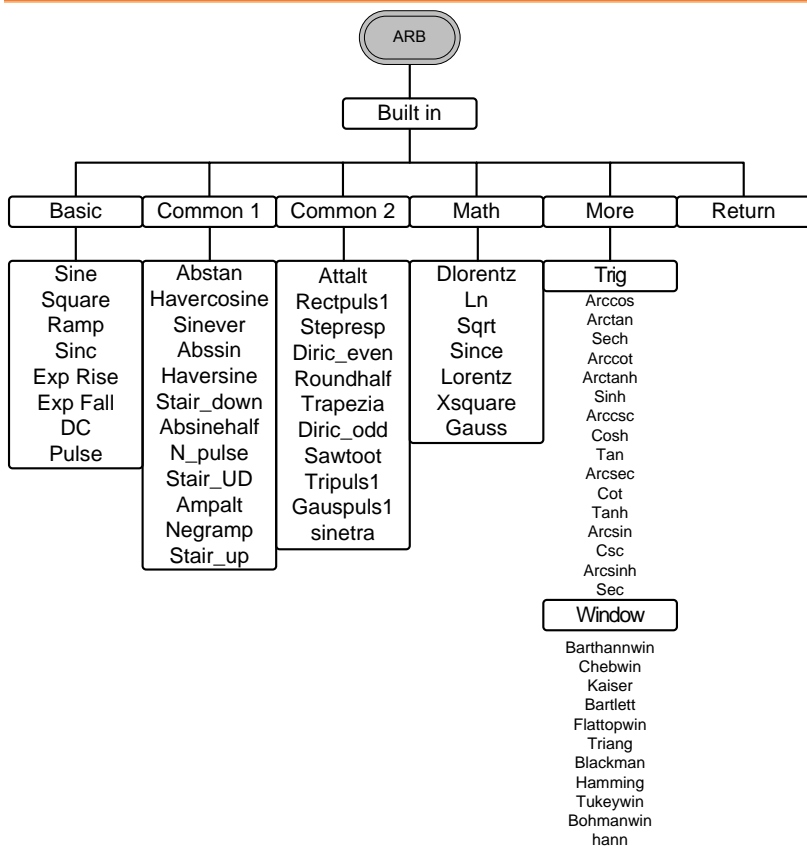 ARB
Built in
Basic
Common 1
Common 2
Math
More
Return
Sine
Square
Ramp
Sinc
Exp Rise
Exp Fall
DC
Pulse
Abstan
Havercosine
Sinever
Abssin
Haversine
Stair_down
Absinehalf
N_pulse
Stair_UD
Ampalt
Negramp
Stair_up
Attalt
Rectpuls1
Stepresp
Diric_even
Roundhalf
Trapezia
Diric_odd
Sawtoot
Tripuls1
Gauspuls1
sinetra
Dlorentz
Ln
Sqrt
Since
Lorentz
Xsquare
Gauss
Trig
Arccos
Arctan
Sech
Arccot
Arctanh
Sinh
Arccsc
Cosh
Tan
Arcsec
Cot
Tanh
Arcsin
Csc
Arcsinh
Sec
Window
Barthannwin
Chebwin
Kaiser
Bartlett
Flattopwin
Triang
Blackman
Hamming
Tukeywin
Bohmanwin
hann